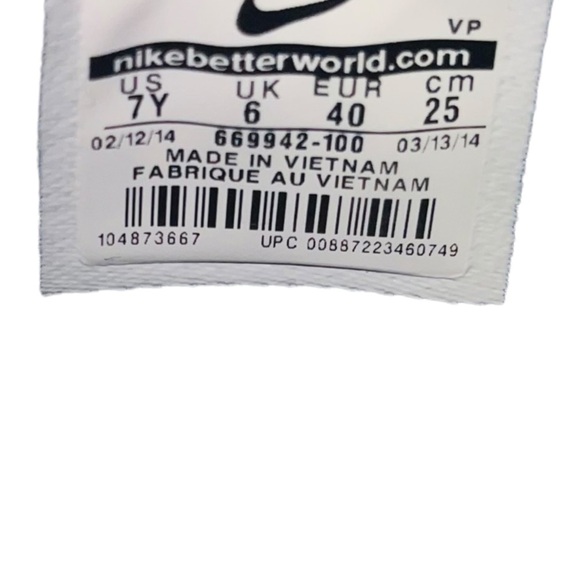 VP
nikebetterworld.com
US UK EUR cm
7Y 6 40 25
02/12/14 669942-100 03/13/14
MADE IN VIETNAM
FABRIQUE AU VIETNAM
104873667 UPC 00887223460749